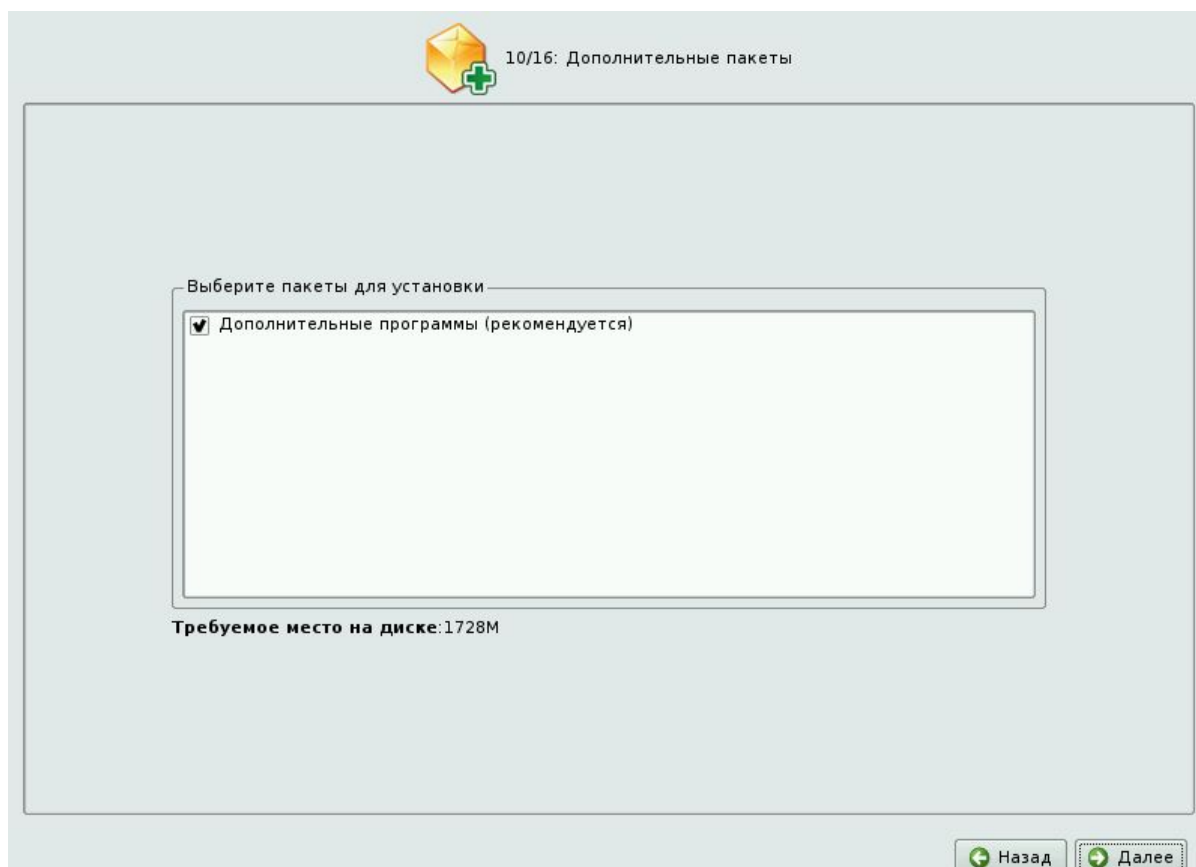 10/16: Дополнительные пакеты
Выберите пакеты для установки
Дополнительные программы (рекомендуется)
Требуемое место на диске:1728M
Назад
Далее